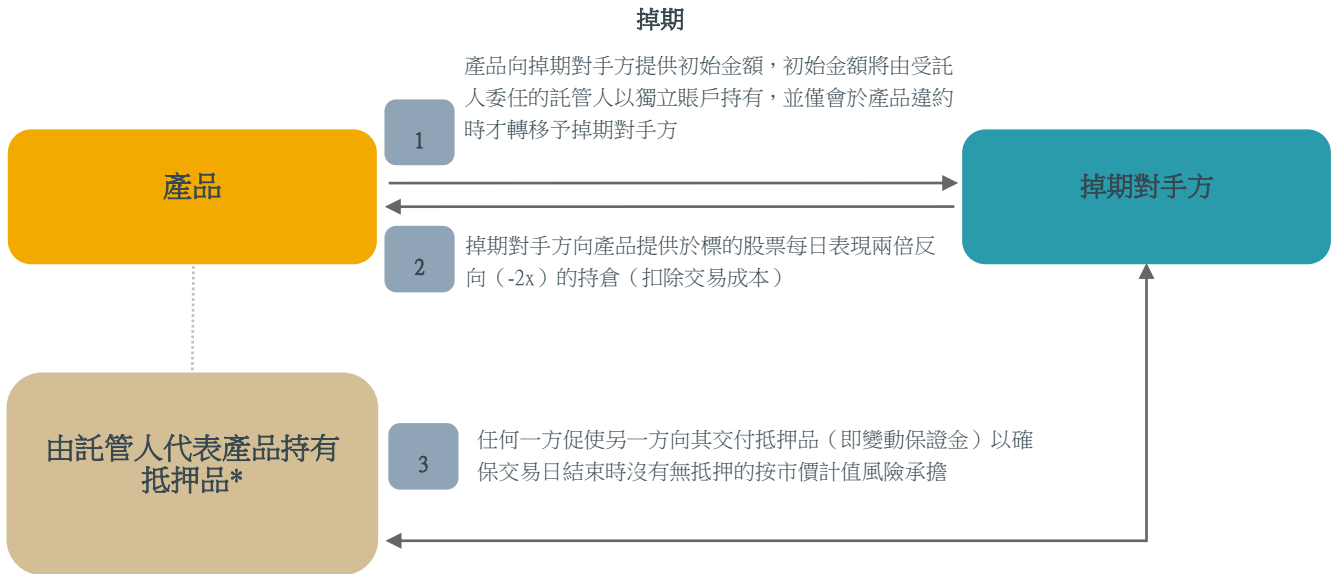 掉期
產品向掉期對手方提供初始金額，初始金額將由受託
人委任的託管人以獨立賬戶持有，並僅會於產品違約
時才轉移予掉期對手方
1
產品
掉期對手方
2
掉期對手方向產品提供於標的股票每日表現兩倍反
向（-2x）的持倉（扣除交易成本）
由託管人代表產品持有
抵押品*
3
任何一方促使另一方向其交付抵押品（即變動保證金）以確
保交易日結束時沒有無抵押的按市價計值風險承擔